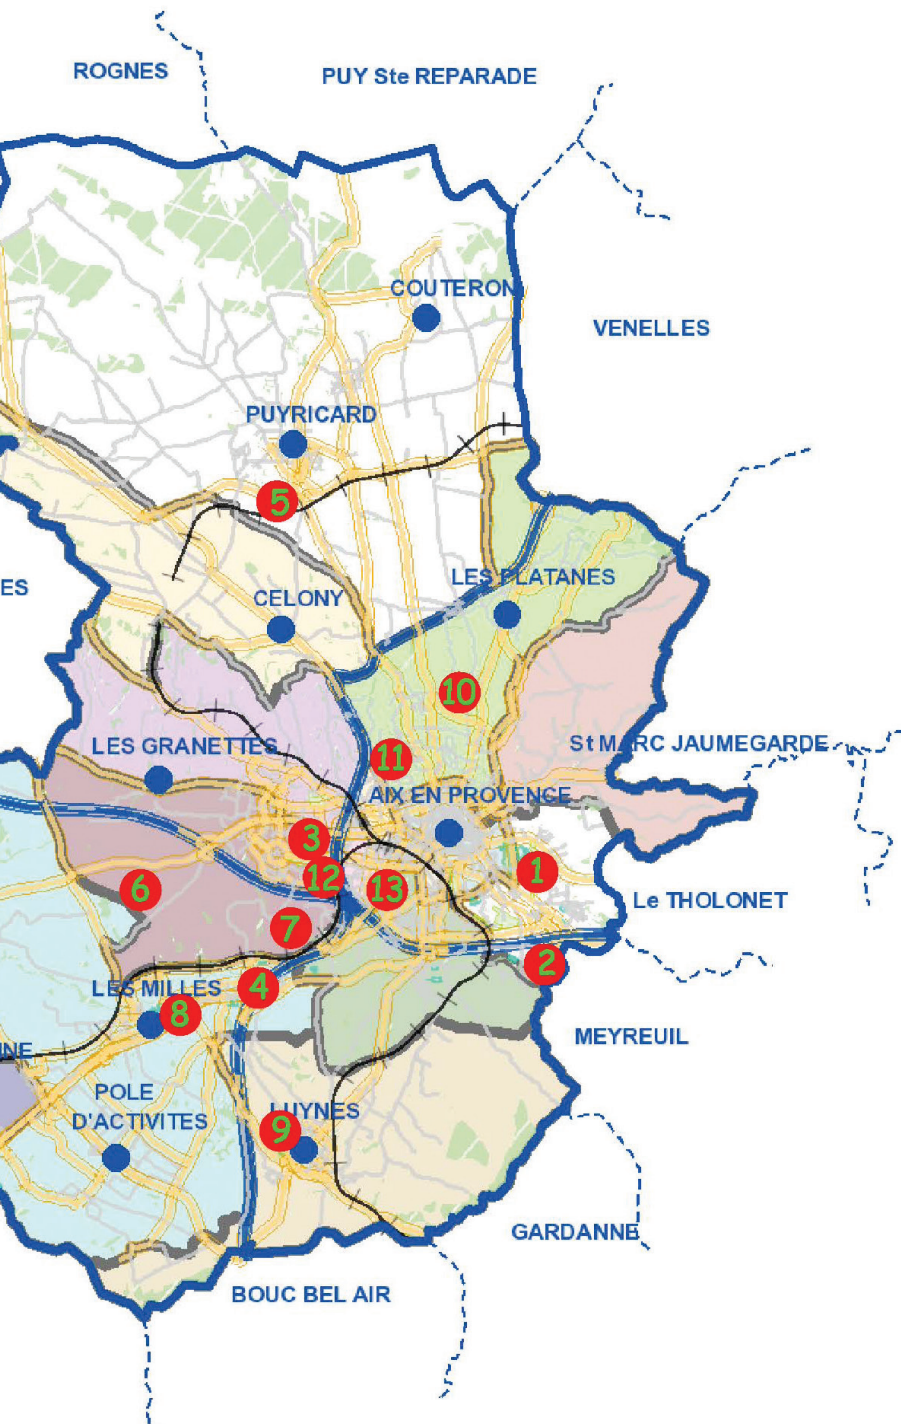 ROGNES
PUY Ste REPARADE
COUTERON
VENELLES
PUYRICARD
5
LES PLATANES
ES
CELONY
10
St MARC JAUMEGARDE
LES GRANETTES
11
AIX EN PROVENCE
3
1
12
13
6
Le THOLONET
7
2
LES MILLES
4
8
MEYREUIL
NE
POLE
D'ACTIVITES
LUYNES
9
GARDANNE
BOUC BEL AIR